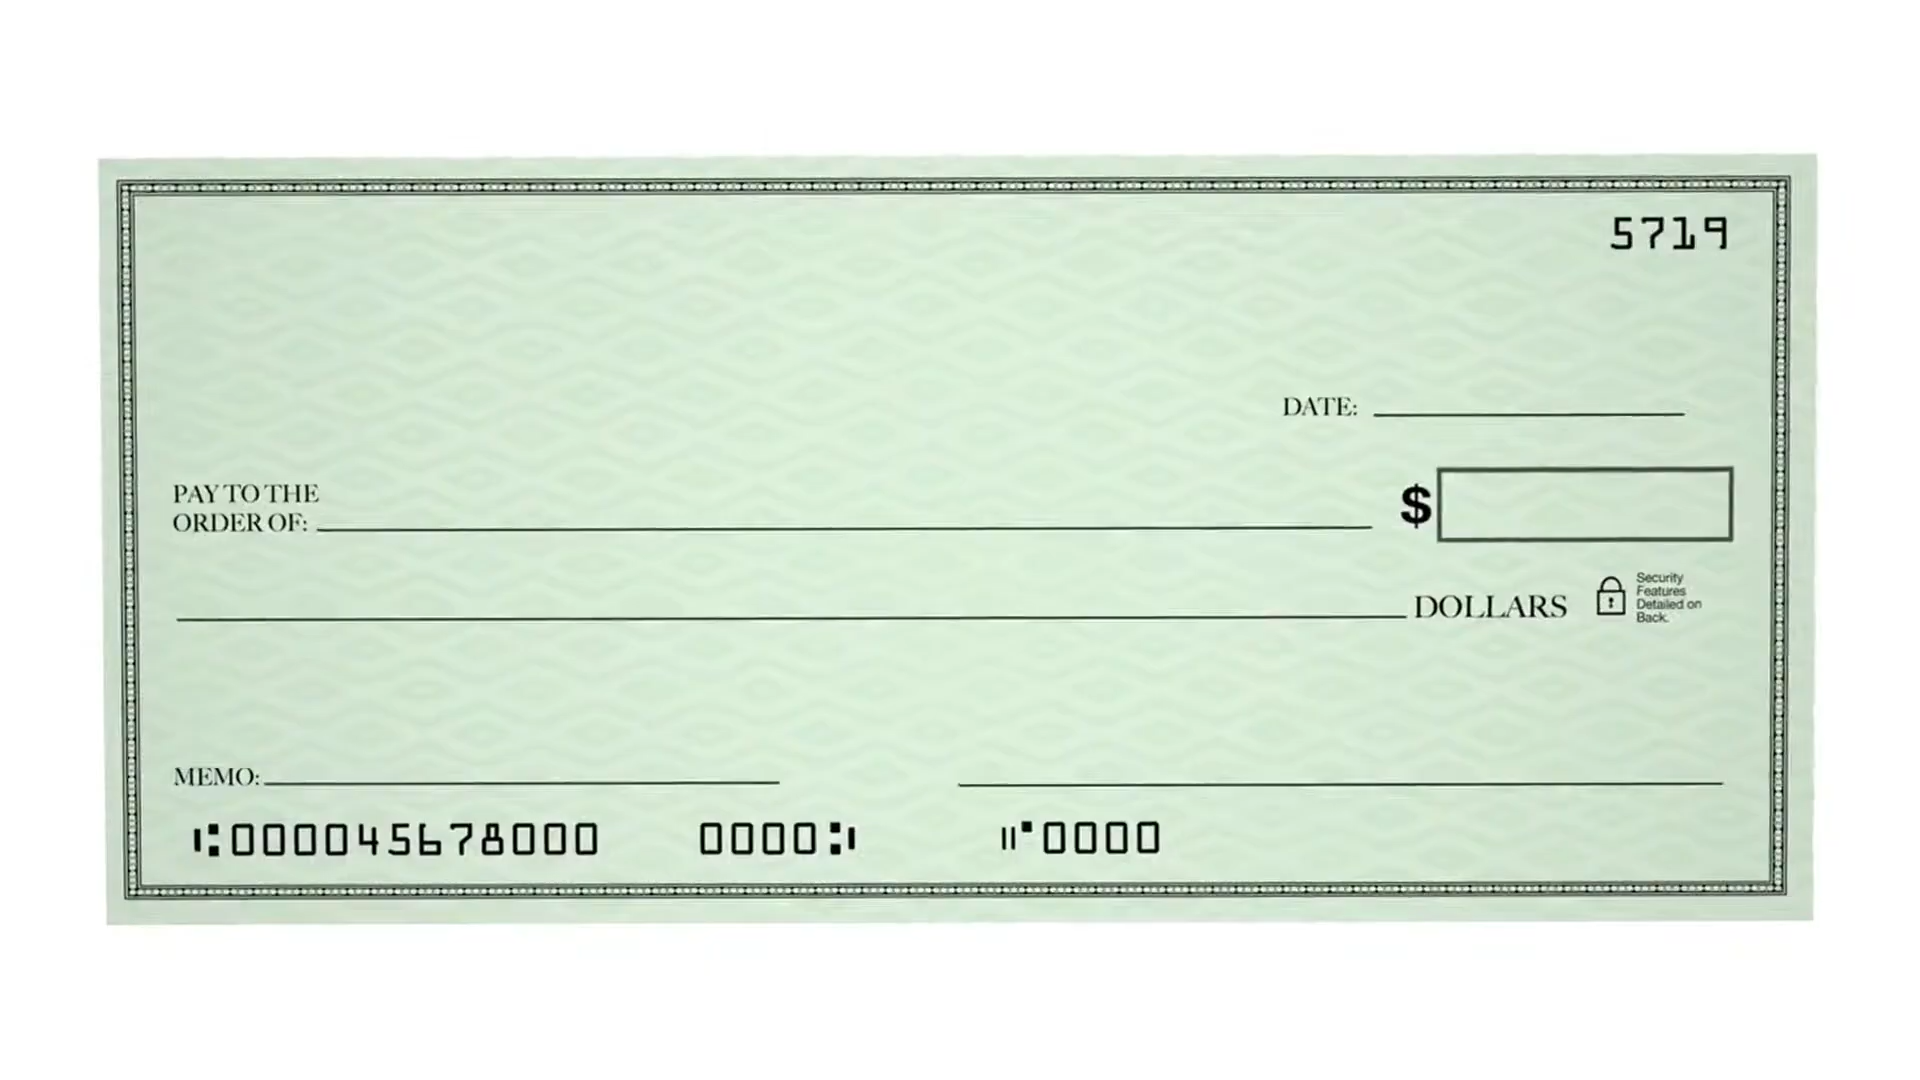 5719
DATE:
PAY TO THE
ORDER OF:
$
DOLLARS
Security
Features
Detailed on
Back.
MEMO:
⑆000045678000 0000⑆ ⑈0000